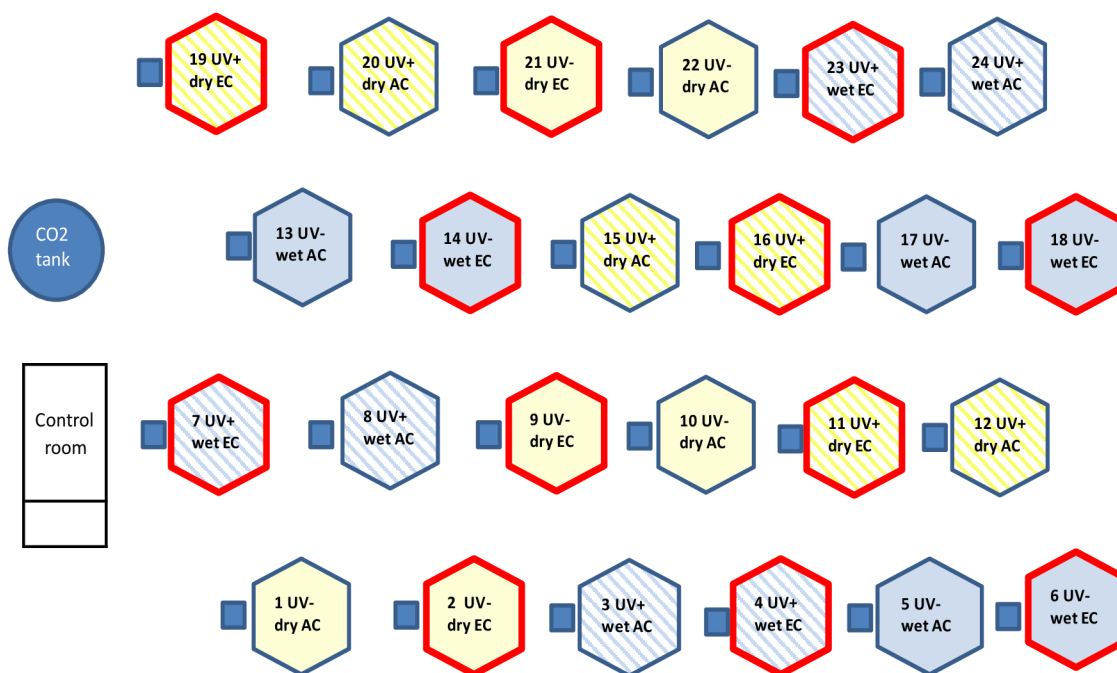 19 UV+
dry EC
20 UV+
dry AC
21 UV-
dry EC
22 UV-
dry AC
23 UV+
wet EC
24 UV+
wet AC
CO2
tank
13 UV-
wet AC
14 UV-
wet EC
15 UV+
dry AC
16 UV+
dry EC
17 UV-
wet AC
18 UV-
wet EC
Control
room
7 UV+
wet EC
8 UV+
wet AC
9 UV-
dry EC
10 UV-
dry AC
11 UV+
dry EC
12 UV+
dry AC
1 UV-
dry AC
2 UV-
dry EC
3 UV+
wet AC
4 UV+
wet EC
5 UV-
wet AC
6 UV-
wet EC